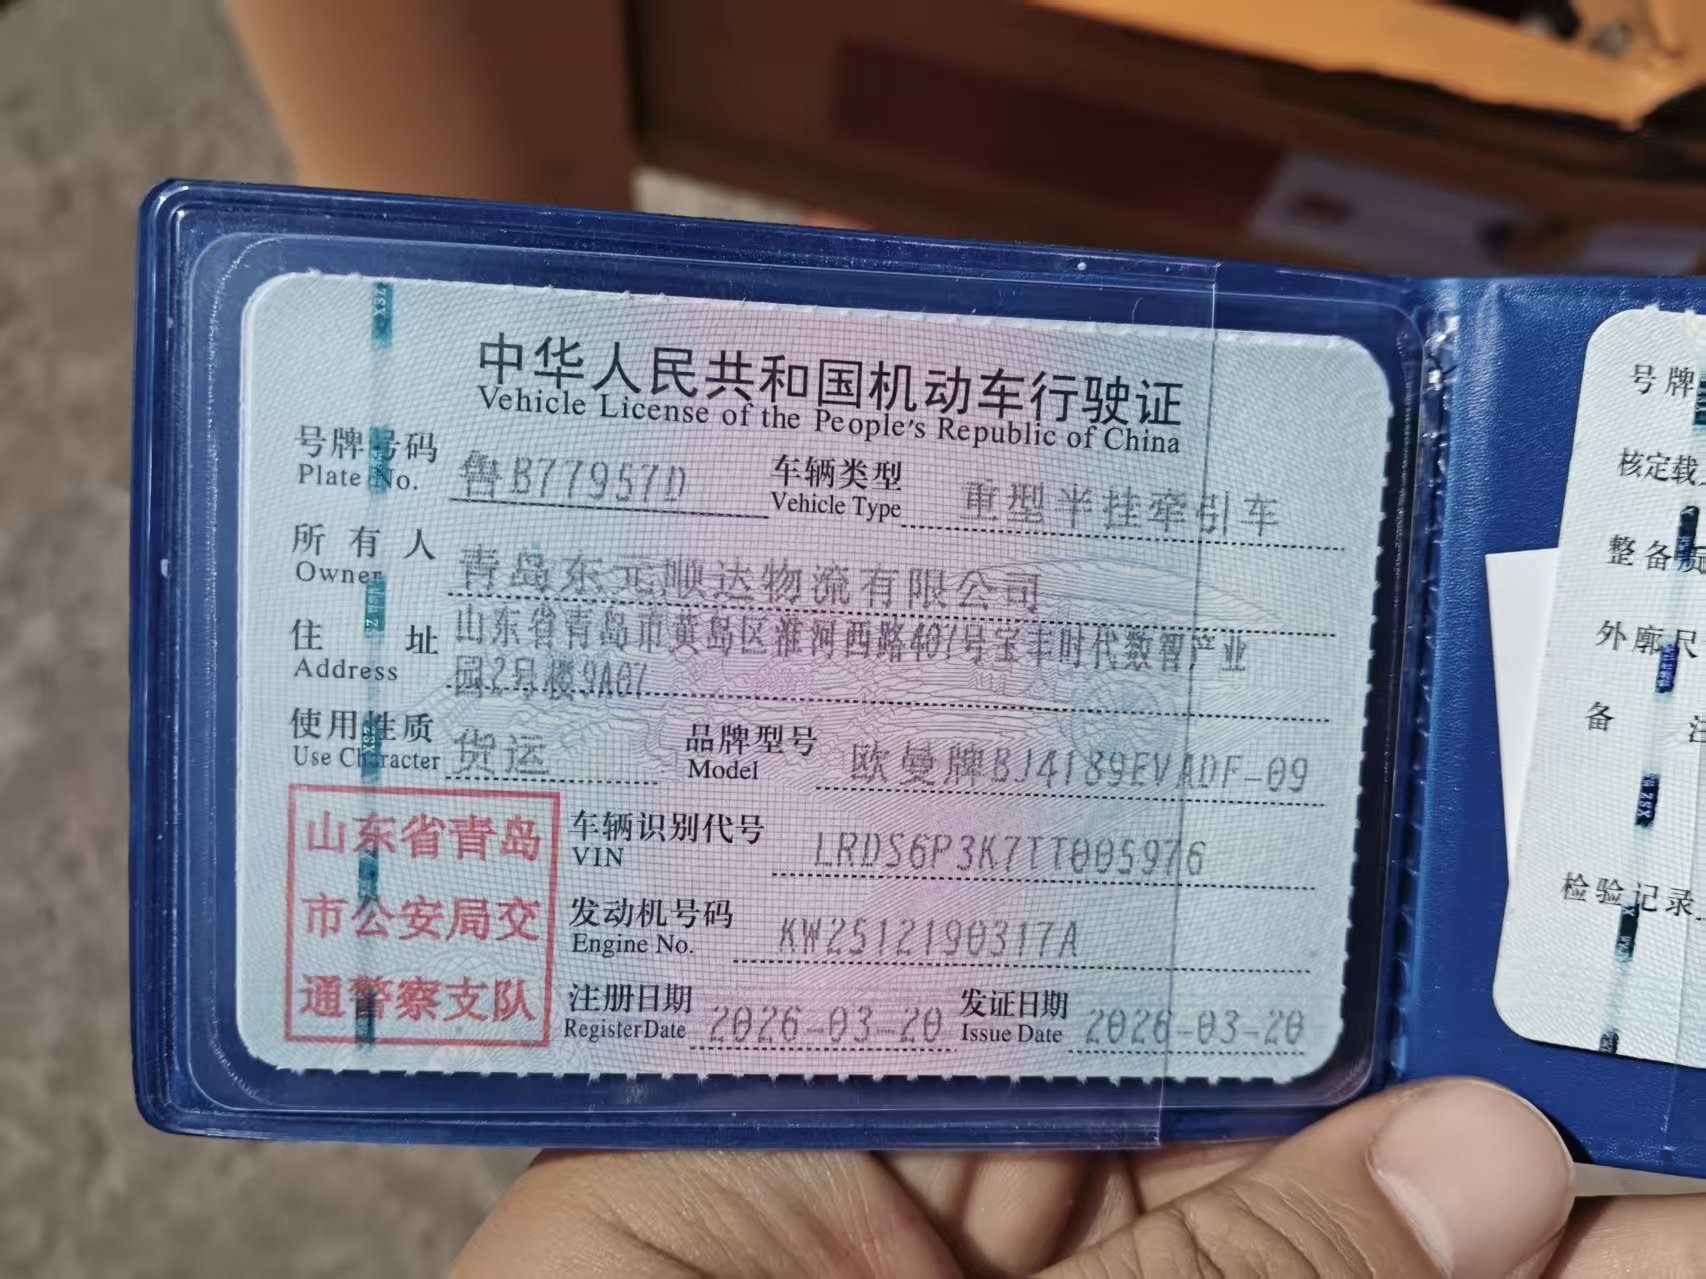 中华人民共和国机动车行驶证
Vehicle License of the People's Republic of China
号牌号码 鲁B77957D 车辆类型 重型半挂牵引车
Plate No. Vehicle Type
所有人 青岛东元顺达物流有限公司
Owner
住址 山东省青岛市黄岛区淮河西路407号宝丰时代数智产业
Address 园2号楼9A07
使用性质 货运 品牌型号 欧曼牌BJ4189EVADF-09
Use Character Model
山东省青岛
市公安局交
通警察支队
车辆识别代号 LRDS6P3K7TT005976
VIN
发动机号码 KW2512190317A
Engine No.
注册日期 2026-03-20 发证日期 2026-03-20
Register Date Issue Date
号牌
核定载
整备质
外廓尺
备注
检验记录